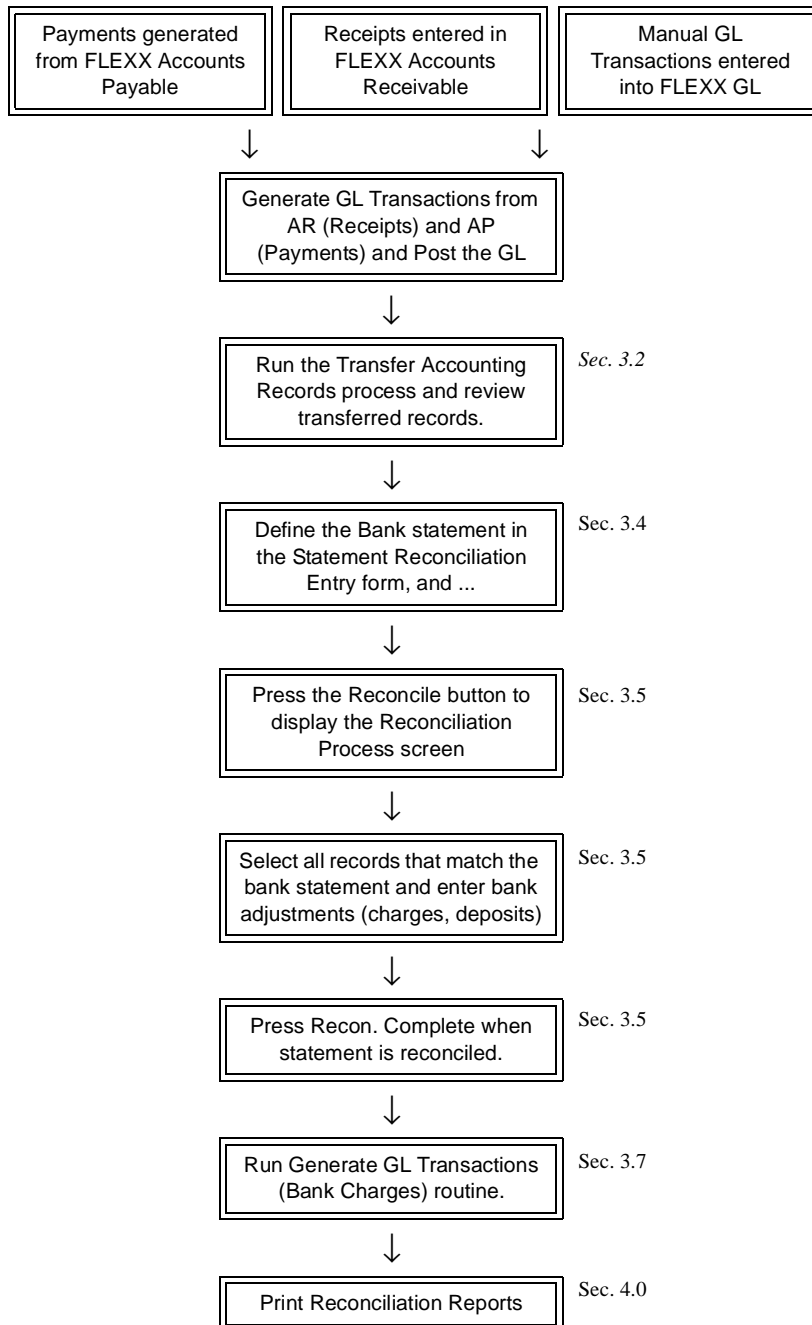 Payments generated
from FLEXX Accounts
Payable
Receipts entered in
FLEXX Accounts
Receivable
Manual GL
Transactions entered
into FLEXX GL
↓ ↓
Generate GL Transactions from
AR (Receipts) and AP
(Payments) and Post the GL
↓
Run the Transfer Accounting
Records process and review
transferred records.
Sec. 3.2
↓
Define the Bank statement in
the Statement Reconciliation
Entry form, and ...
Sec. 3.4
↓
Press the Reconcile button to
display the Reconciliation
Process screen
Sec. 3.5
↓
Select all records that match the
bank statement and enter bank
adjustments (charges, deposits)
Sec. 3.5
↓
Press Recon. Complete when
statement is reconciled.
Sec. 3.5
↓
Run Generate GL Transactions
(Bank Charges) routine.
Sec. 3.7
↓
Print Reconciliation Reports
Sec. 4.0